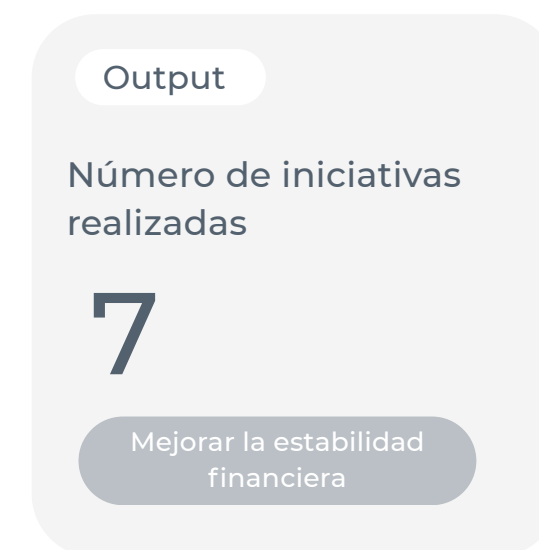 Output
Número de iniciativas
realizadas
7
Mejorar la estabilidad
financiera